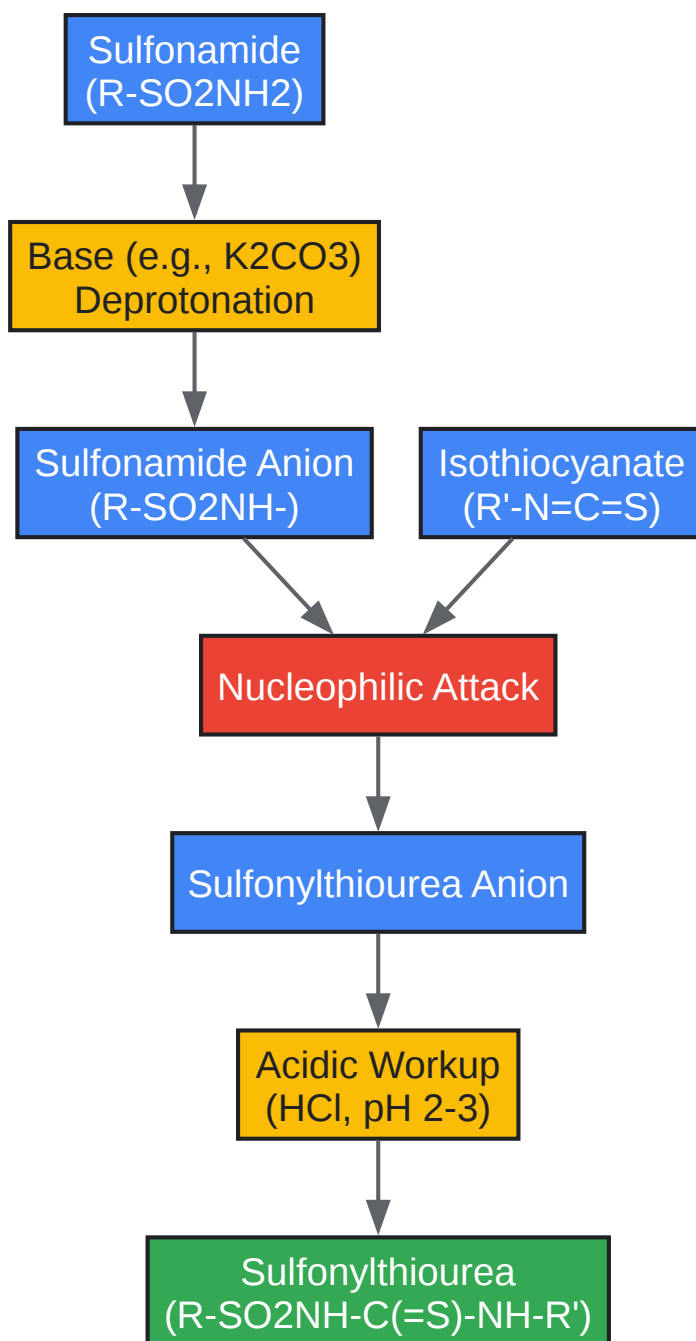 Sulfonamide
(R-SO2NH2)
Base (e.g., K2CO3)
Deprotonation
Sulfonamide Anion
(R-SO2NH-)
Isothiocyanate
(R'-N=C=S)
Nucleophilic Attack
Sulfonylthiourea Anion
Acidic Workup
(HCl, pH 2-3)
Sulfonylthiourea
(R-SO2NH-C(=S)-NH-R')